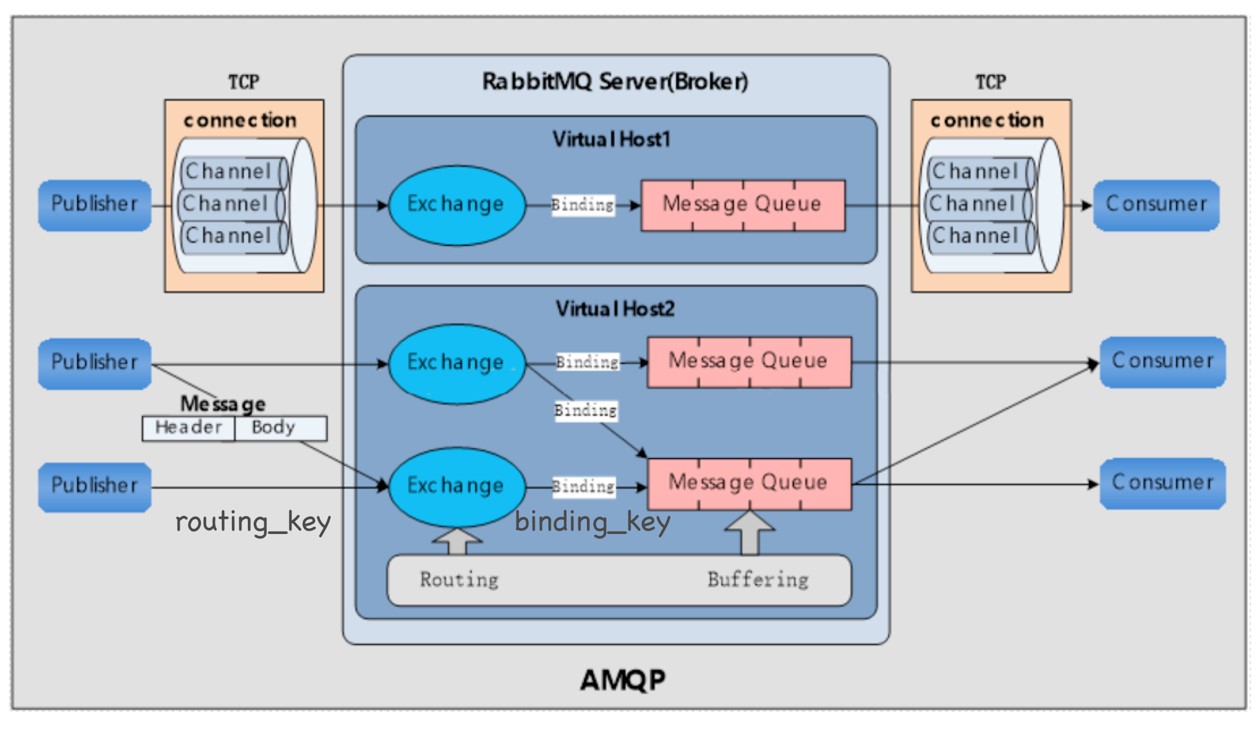 RabbitMQ Server(Broker)
TCP
connection
Channel
Channel
Channel
Publisher
Virtual Host1
Exchange
Binding
Message Queue
TCP
connection
Channel
Channel
Channel
Consumer
Virtual Host2
Publisher
Exchange
Binding
Message Queue
Consumer
Message
Header Body
Binding
Publisher
Exchange
Binding
Message Queue
Consumer
routing_key
binding_key
Routing
Buffering
AMQP